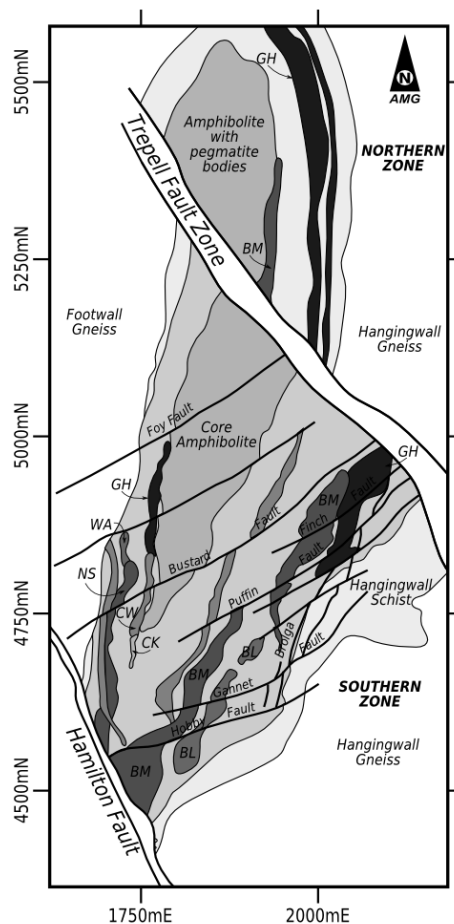 5500mN
5250mN
5000mN
4750mN
4500mN
1750mE
2000mE
N
AMG
GH
Amphibolite
with
pegmatite
bodies
NORTHERN
ZONE
Trepell Fault Zone
BM
Footwall
Gneiss
Hangingwall
Gneiss
Foy Fault
Core
Amphibolite
GH
GH
WA
BM
Finch
Fault
Bustard
Fault
NS
CW
CK
Puffin
Fault
Hangingwall
Schist
Brolga
Fault
BL
BM
Gannet
Fault
SOUTHERN
ZONE
Hobby
BL
BM
Hangingwall
Gneiss
Hamilton Fault